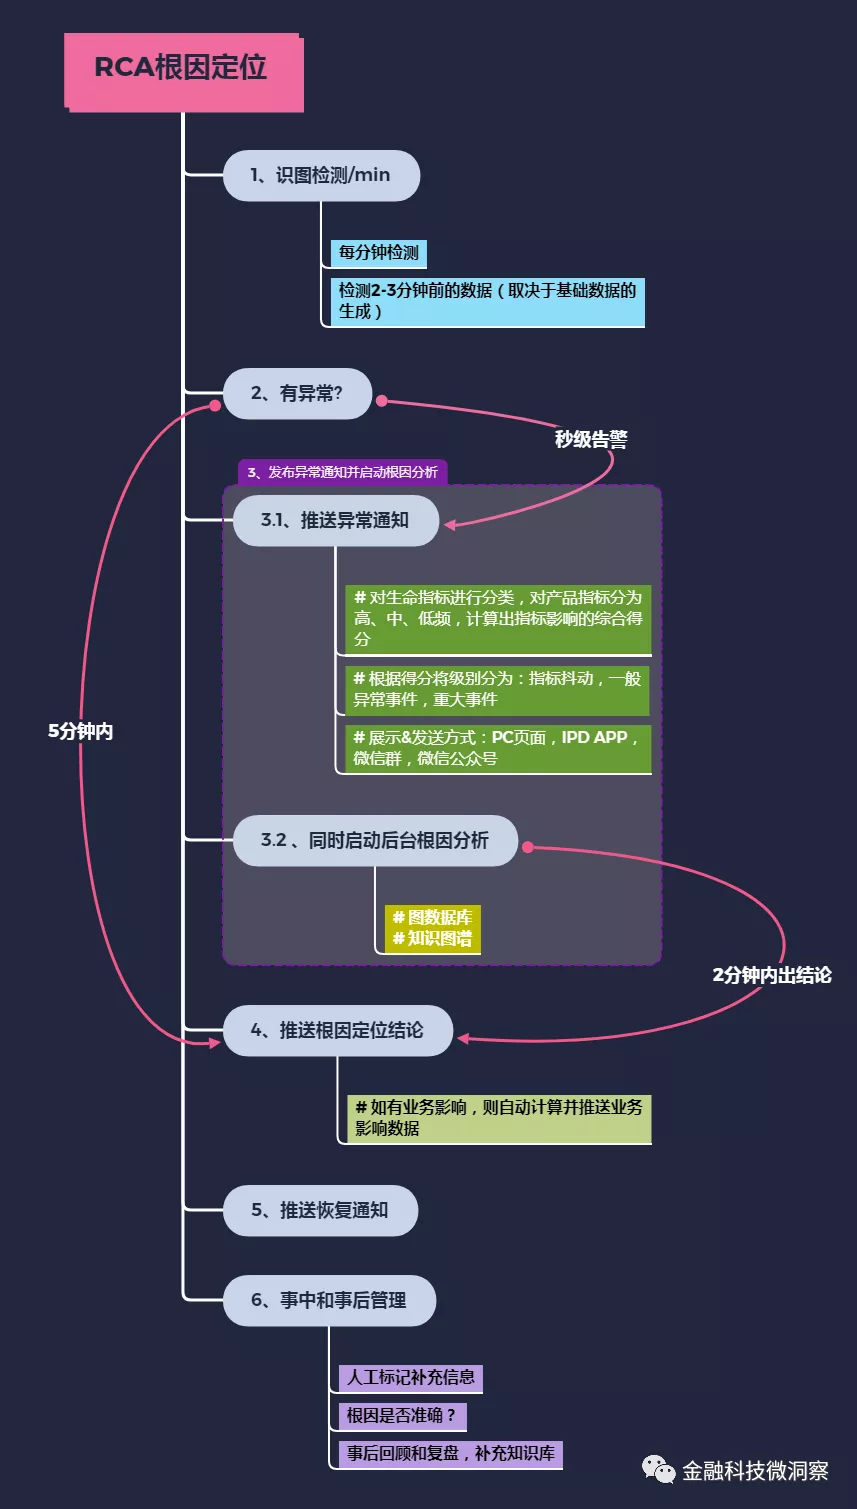 RCA根因定位
1、识图检测/min
每分钟检测
检测2-3分钟前的数据（取决于基础数据的
生成）
2、有异常?
秒级告警
3、发布异常通知并启动根因分析
3.1、推送异常通知
# 对生命指标进行分类，对产品指标分为
高、中、低频，计算出指标影响的综合得
分
# 根据得分将级别分为：指标抖动，一般
异常事件，重大事件
5分钟内
# 展示&发送方式：PC页面，IPD APP，
微信群，微信公众号
3.2 、同时启动后台根因分析
# 图数据库
# 知识图谱
2分钟内出结论
4、推送根因定位结论
# 如有业务影响，则自动计算并推送业务
影响数据
5、推送恢复通知
6、事中和事后管理
人工标记补充信息
根因是否准确？
事后回顾和复盘，补充知识库
金融科技微洞察